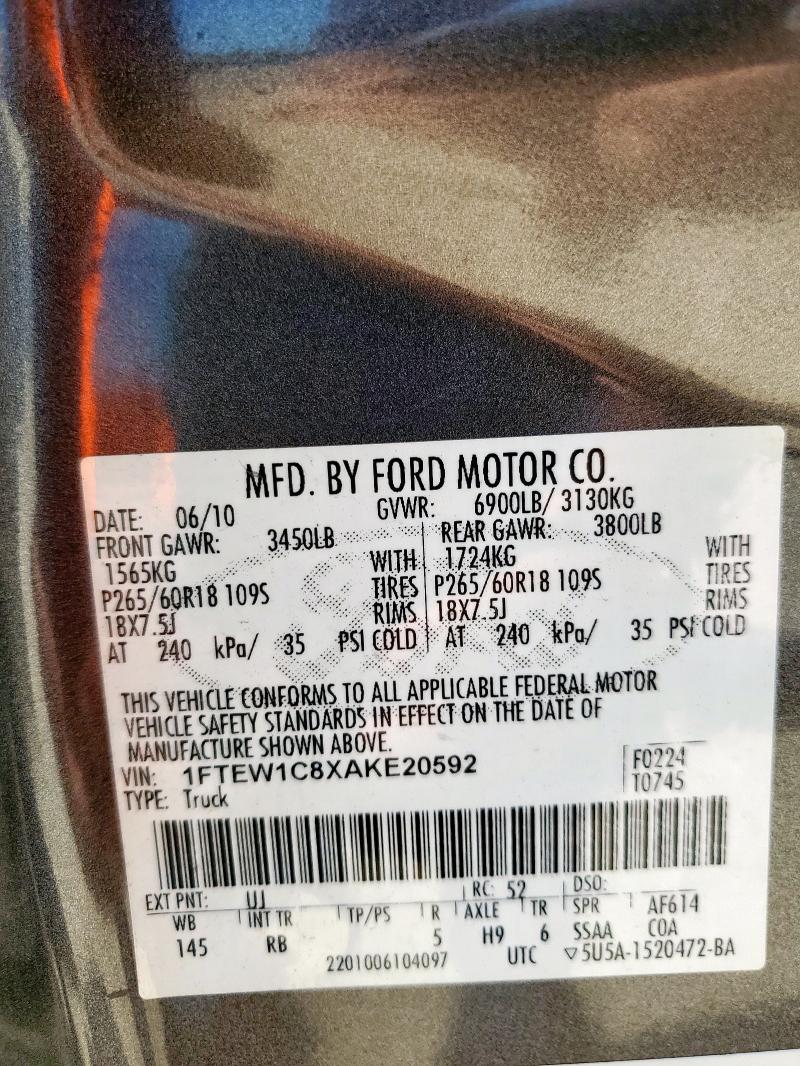 MFD. BY FORD MOTOR CO.
DATE: 06/10 GVWR: 6900LB/ 3130KG
FRONT GAWR: 3450LB REAR GAWR: 3800LB
1565KG WITH 1724KG WITH
P265/60R18 109S TIRES P265/60R18 109S TIRES
18X7.5J RIMS 18X7.5J RIMS
AT 240 kPa/ 35 PSI COLD AT 240 kPa/ 35 PSI COLD
THIS VEHICLE CONFORMS TO ALL APPLICABLE FEDERAL MOTOR
VEHICLE SAFETY STANDARDS IN EFFECT ON THE DATE OF
MANUFACTURE SHOWN ABOVE.
VIN: 1FTEW1C8XAKE20592 F0224
TYPE: Truck T0745
EXT PNT: UJ RC: 52 DSO:
WB INT TR TP/PS R AXLE TR SPR AF614
145 RB 5 H9 6 SSAA COA
2201006104097 UTC ▽5U5A-1520472-BA